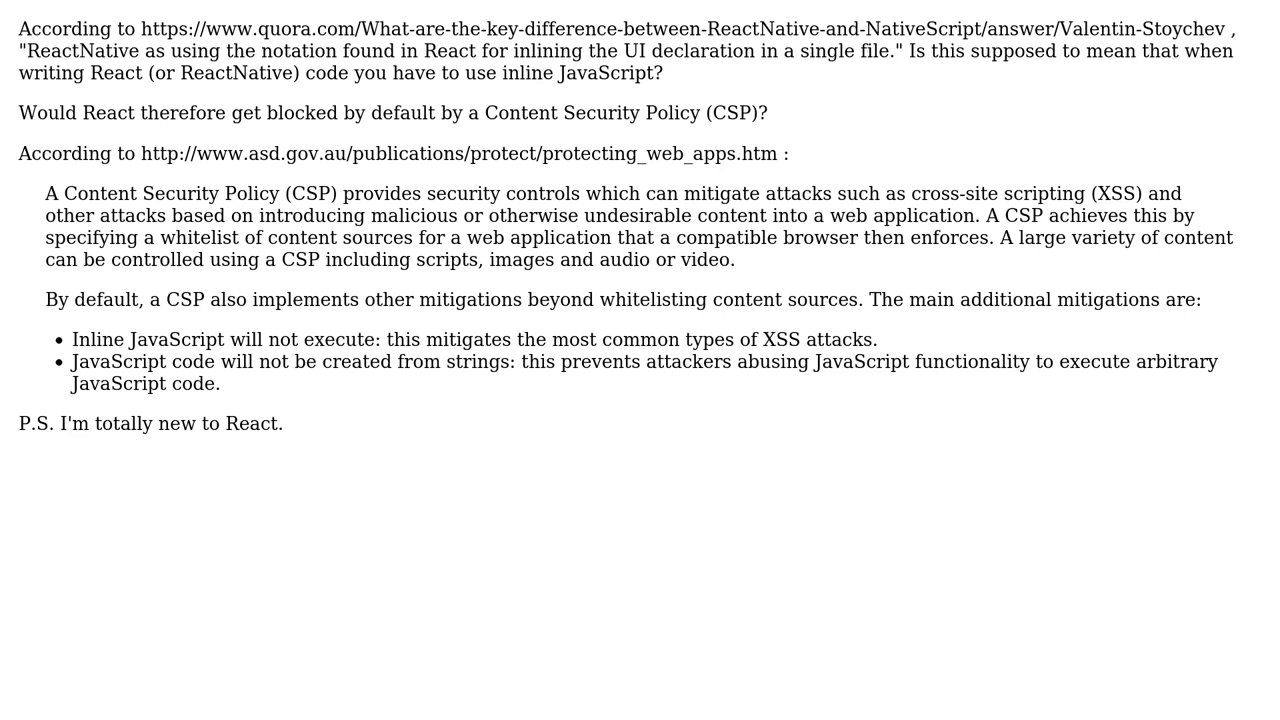 According to https://www.quora.com/What-are-the-key-difference-between-ReactNative-and-NativeScript/answer/Valentin-Stoychev ,
"ReactNative as using the notation found in React for inlining the UI declaration in a single file." Is this supposed to mean that when
writing React (or ReactNative) code you have to use inline JavaScript?
Would React therefore get blocked by default by a Content Security Policy (CSP)?
According to http://www.asd.gov.au/publications/protect/protecting_web_apps.htm :
A Content Security Policy (CSP) provides security controls which can mitigate attacks such as cross-site scripting (XSS) and
other attacks based on introducing malicious or otherwise undesirable content into a web application. A CSP achieves this by
specifying a whitelist of content sources for a web application that a compatible browser then enforces. A large variety of content
can be controlled using a CSP including scripts, images and audio or video.
By default, a CSP also implements other mitigations beyond whitelisting content sources. The main additional mitigations are:
• Inline JavaScript will not execute: this mitigates the most common types of XSS attacks.
• JavaScript code will not be created from strings: this prevents attackers abusing JavaScript functionality to execute arbitrary
JavaScript code.
P.S. I'm totally new to React.